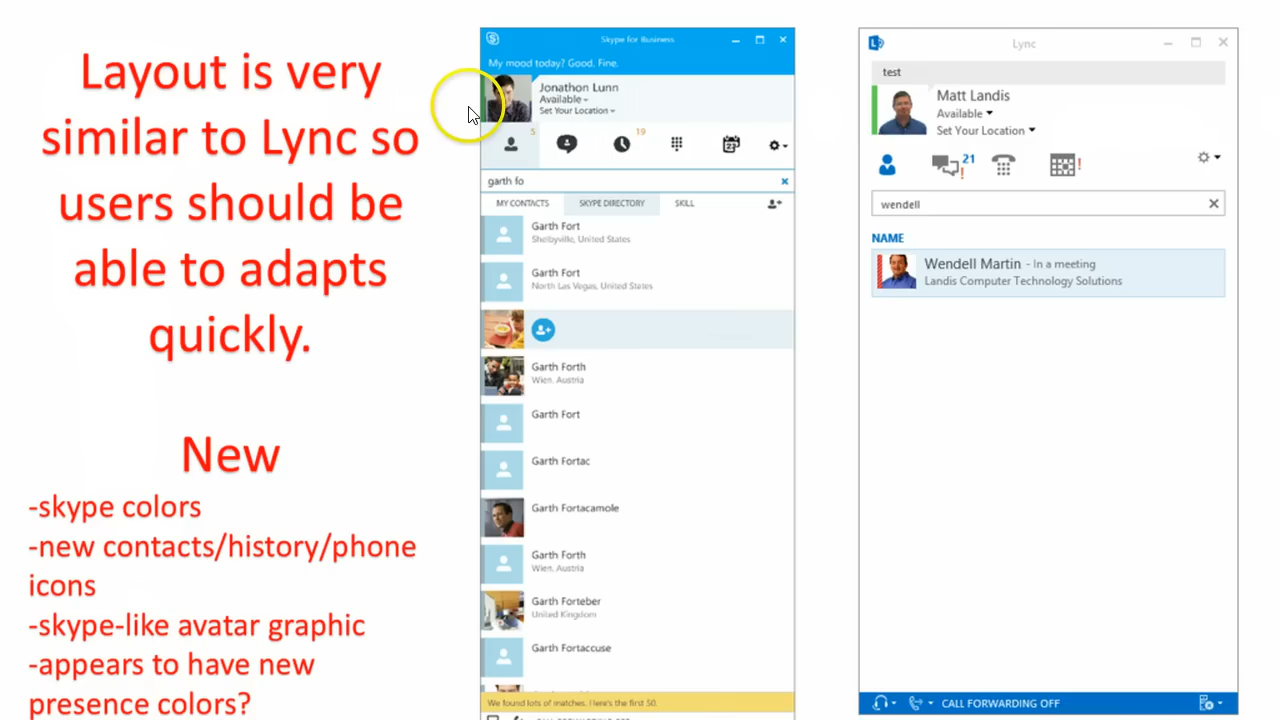 Layout is very
similar to Lync so
users should be
able to adapts
quickly.
New
-skype colors
-new contacts/history/phone
icons
-skype-like avatar graphic
-appears to have new
presence colors?
Skype for Business
My mood today? Good. Fine.
Jonathon Lunn
Available
Set Your Location
5
19
23
garth fo
MY CONTACTS SKYPE DIRECTORY SKILL
Garth Fort
Shelbyville, United States
Garth Fort
North Las Vegas, United States
Garth Forth
Wien, Austria
Garth Fort
Garth Fortac
Garth Fortacamole
Garth Forth
Wien, Austria
Garth Forteber
United Kingdom
Garth Fortaccuse
We found lots of matches. Here's the first 50.
Lync
test
Matt Landis
Available
Set Your Location
21
!
!
wendell
NAME
Wendell Martin - In a meeting
Landis Computer Technology Solutions
CALL FORWARDING OFF